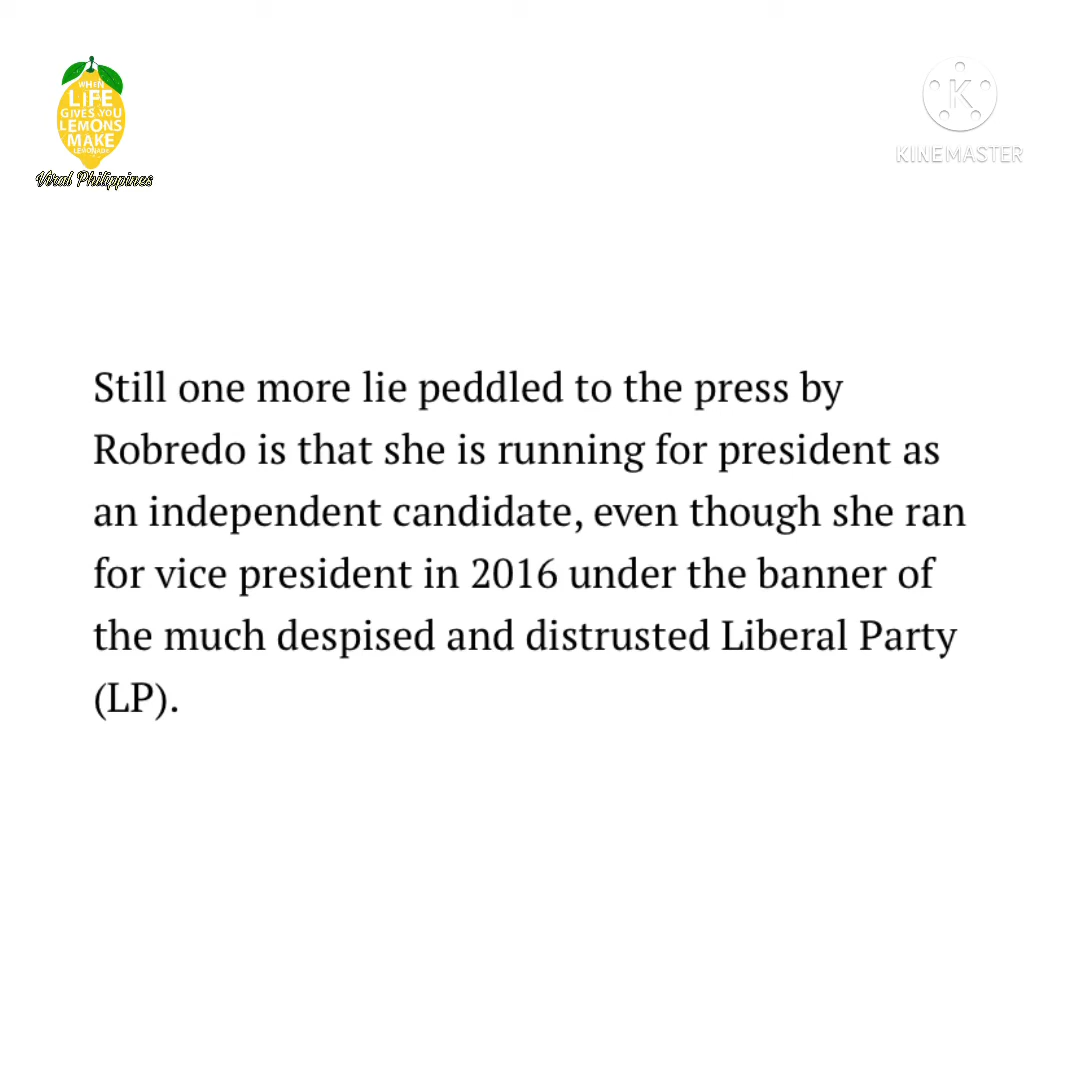 WHEN
LIFE
GIVES YOU
LEMONS
MAKE
LEMONADE
Viral Philippines
K
KINEMASTER
Still one more lie peddled to the press by
Robredo is that she is running for president as
an independent candidate, even though she ran
for vice president in 2016 under the banner of
the much despised and distrusted Liberal Party
(LP).